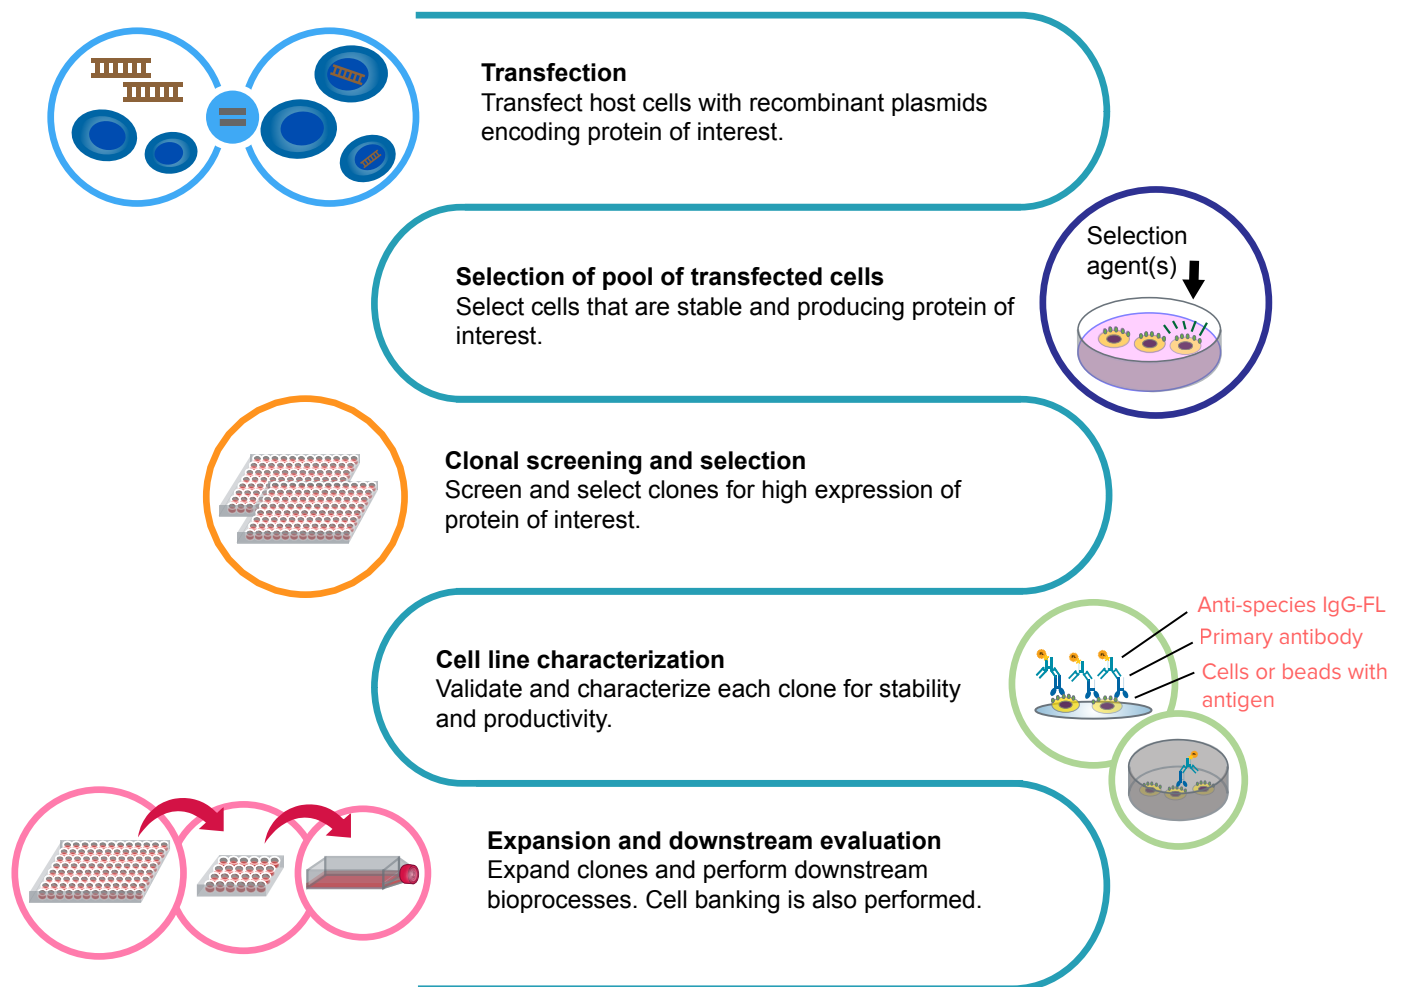 Transfection
Transfect host cells with recombinant plasmids
encoding protein of interest.
Selection
agent(s)
Selection of pool of transfected cells
Select cells that are stable and producing protein of
interest.
Clonal screening and selection
Screen and select clones for high expression of
protein of interest.
Anti-species IgG-FL
Primary antibody
Cells or beads with
antigen
Cell line characterization
Validate and characterize each clone for stability
and productivity.
Expansion and downstream evaluation
Expand clones and perform downstream
bioprocesses. Cell banking is also performed.